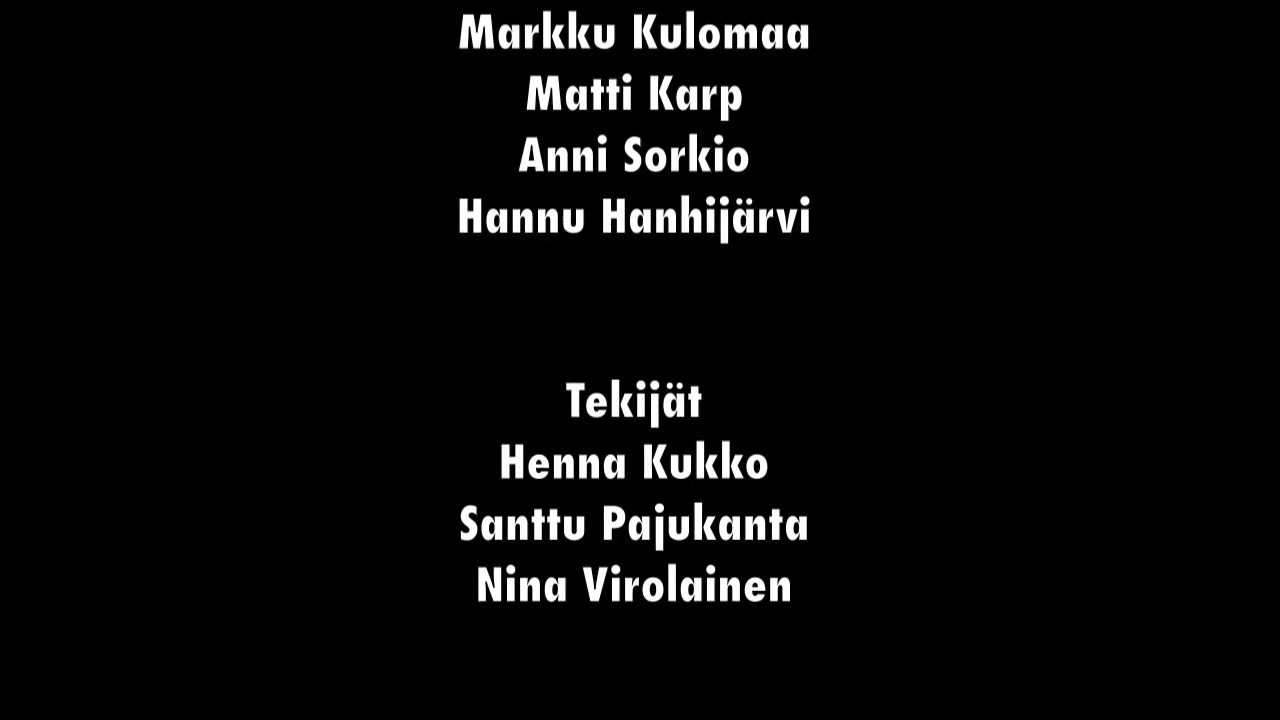 Markku Kulomaa
Matti Karp
Anni Sorkio
Hannu Hanhijärvi
Tekijät
Henna Kukko
Santtu Pajukanta
Nina Virolainen